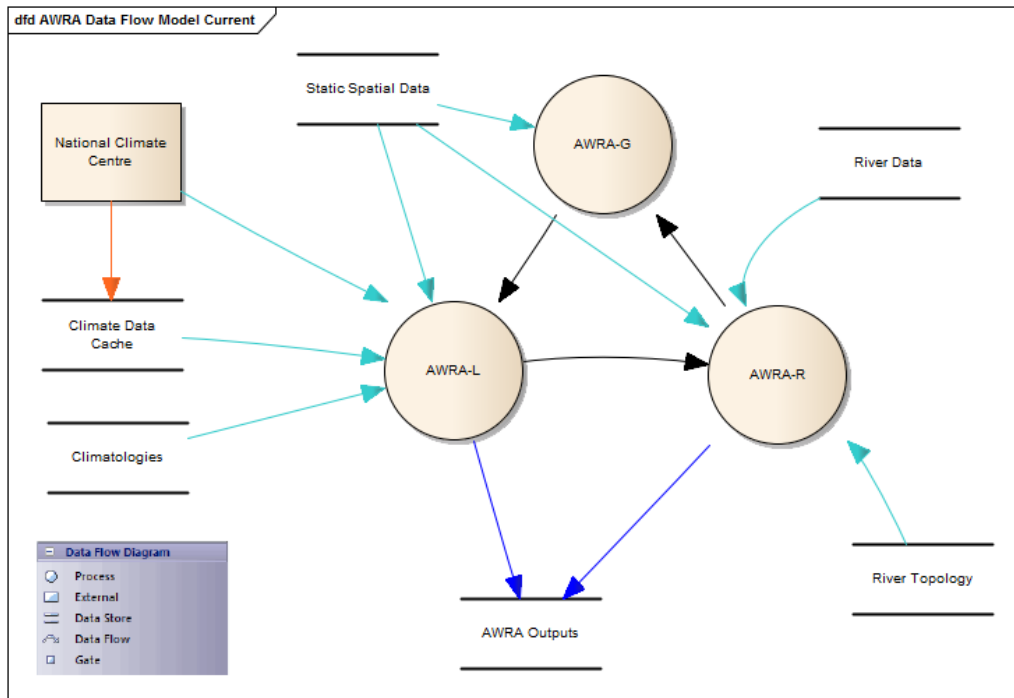 dfd AWRA Data Flow Model Current
Static Spatial Data
National Climate
Centre
AWRA-G
River Data
Climate Data
Cache
AWRA-L
AWRA-R
Climatologies
Data Flow Diagram
Process
External
Data Store
Data Flow
Gate
River Topology
AWRA Outputs